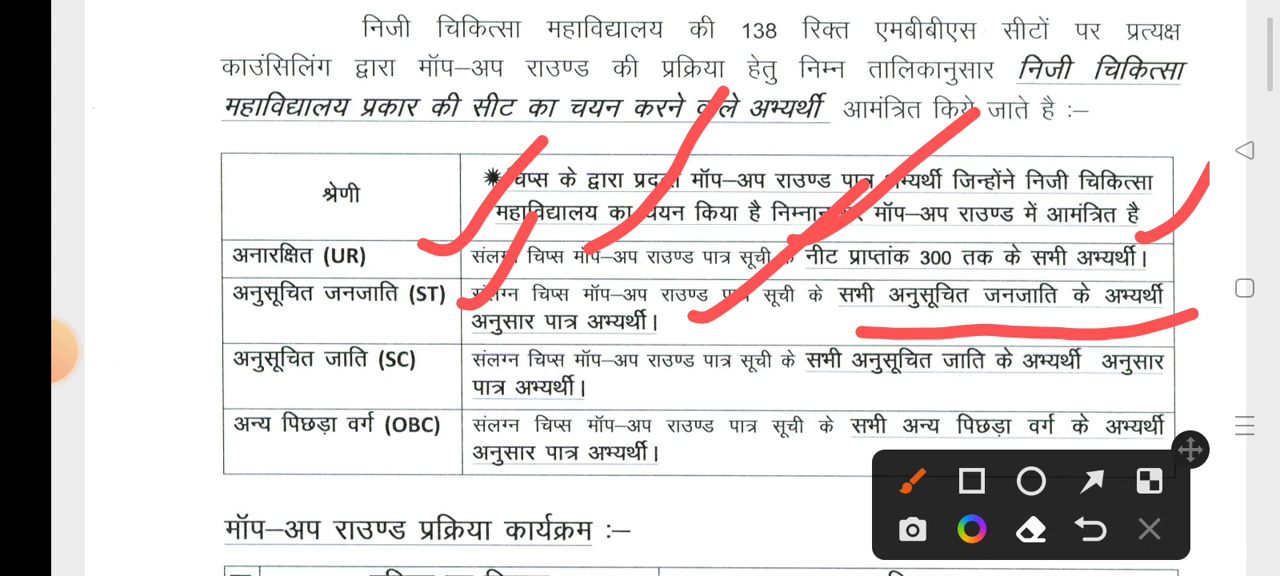 निजी चिकित्सा महाविद्यालय की 138 रिक्त एमबीबीएस सीटों पर प्रत्यक्ष
काउंसिलिंग द्वारा मॉप–अप राउण्ड की प्रक्रिया हेतु निम्न तालिकानुसार निजी चिकित्सा
महाविद्यालय प्रकार की सीट का चयन करने वाले अभ्यर्थी आमंत्रित किये जाते है :–
श्रेणी
✷चिप्स के द्वारा प्रदत्त मॉप–अप राउण्ड पात्र अभ्यर्थी जिन्होंने निजी चिकित्सा
महाविद्यालय का चयन किया है निम्नानुसार मॉप–अप राउण्ड में आमंत्रित है
अनारक्षित (UR)
संलग्न चिप्स मॉप–अप राउण्ड पात्र सूची के नीट प्राप्तांक 300 तक के सभी अभ्यर्थी।
अनुसूचित जनजाति (ST)
संलग्न चिप्स मॉप–अप राउण्ड पात्र सूची के सभी अनुसूचित जनजाति के अभ्यर्थी
अनुसार पात्र अभ्यर्थी।
अनुसूचित जाति (SC)
संलग्न चिप्स मॉप–अप राउण्ड पात्र सूची के सभी अनुसूचित जाति के अभ्यर्थी अनुसार
पात्र अभ्यर्थी।
अन्य पिछड़ा वर्ग (OBC)
संलग्न चिप्स मॉप–अप राउण्ड पात्र सूची के सभी अन्य पिछड़ा वर्ग के अभ्यर्थी
अनुसार पात्र अभ्यर्थी।
मॉप–अप राउण्ड प्रक्रिया कार्यक्रम :–